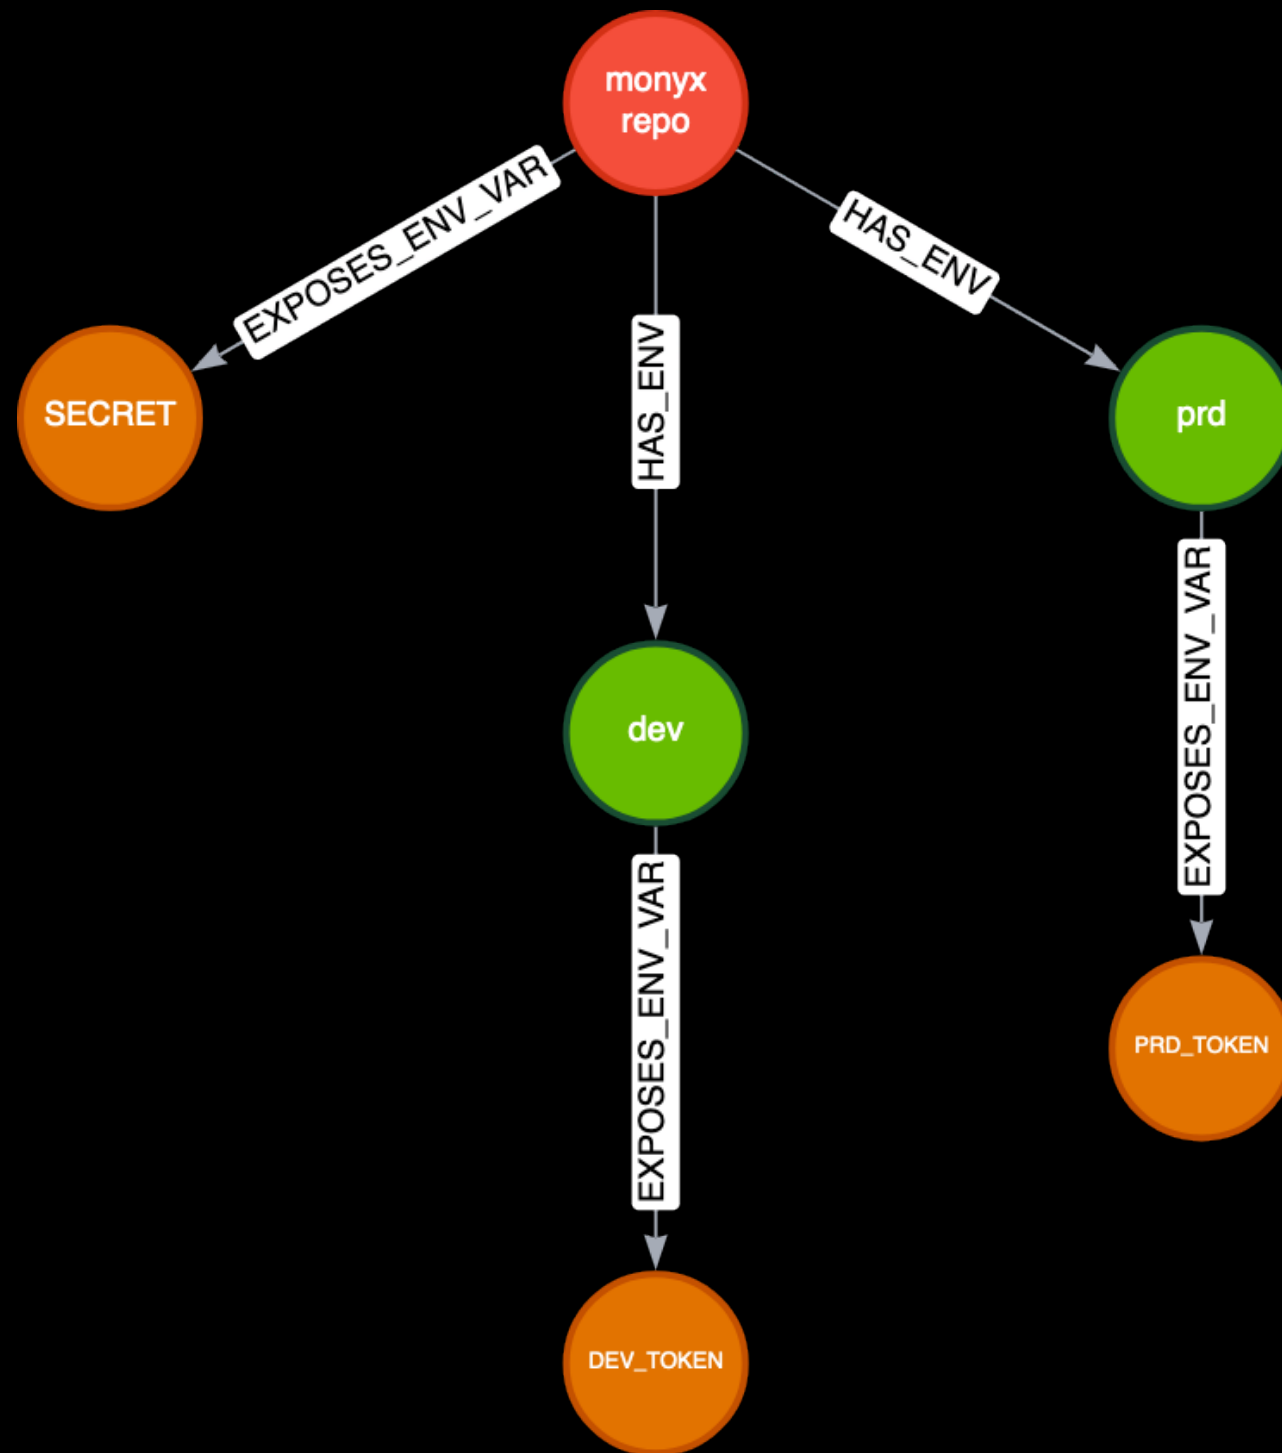 monyx
repo
EXPOSES_ENV_VAR
HAS_ENV
HAS_ENV
SECRET
prd
EXPOSES_ENV_VAR
dev
EXPOSES_ENV_VAR
PRD_TOKEN
DEV_TOKEN